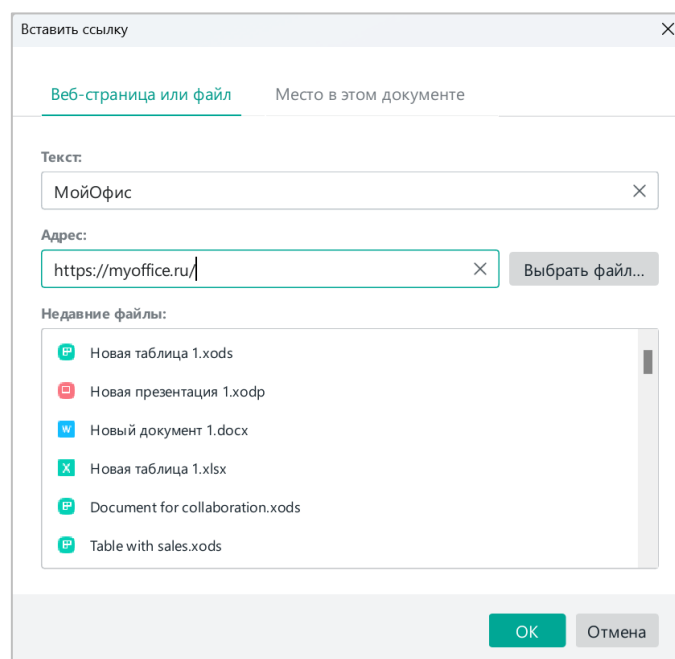 Вставить ссылку
Веб-страница или файл Место в этом документе
Текст:
МойОфис
Адрес:
https://myoffice.ru/ Выбрать файл...
Недавние файлы:
Новая таблица 1.xods
Новая презентация 1.xodp
W Новый документ 1.docx
X Новая таблица 1.xlsx
Document for collaboration.xods
Table with sales.xods
ОК Отмена